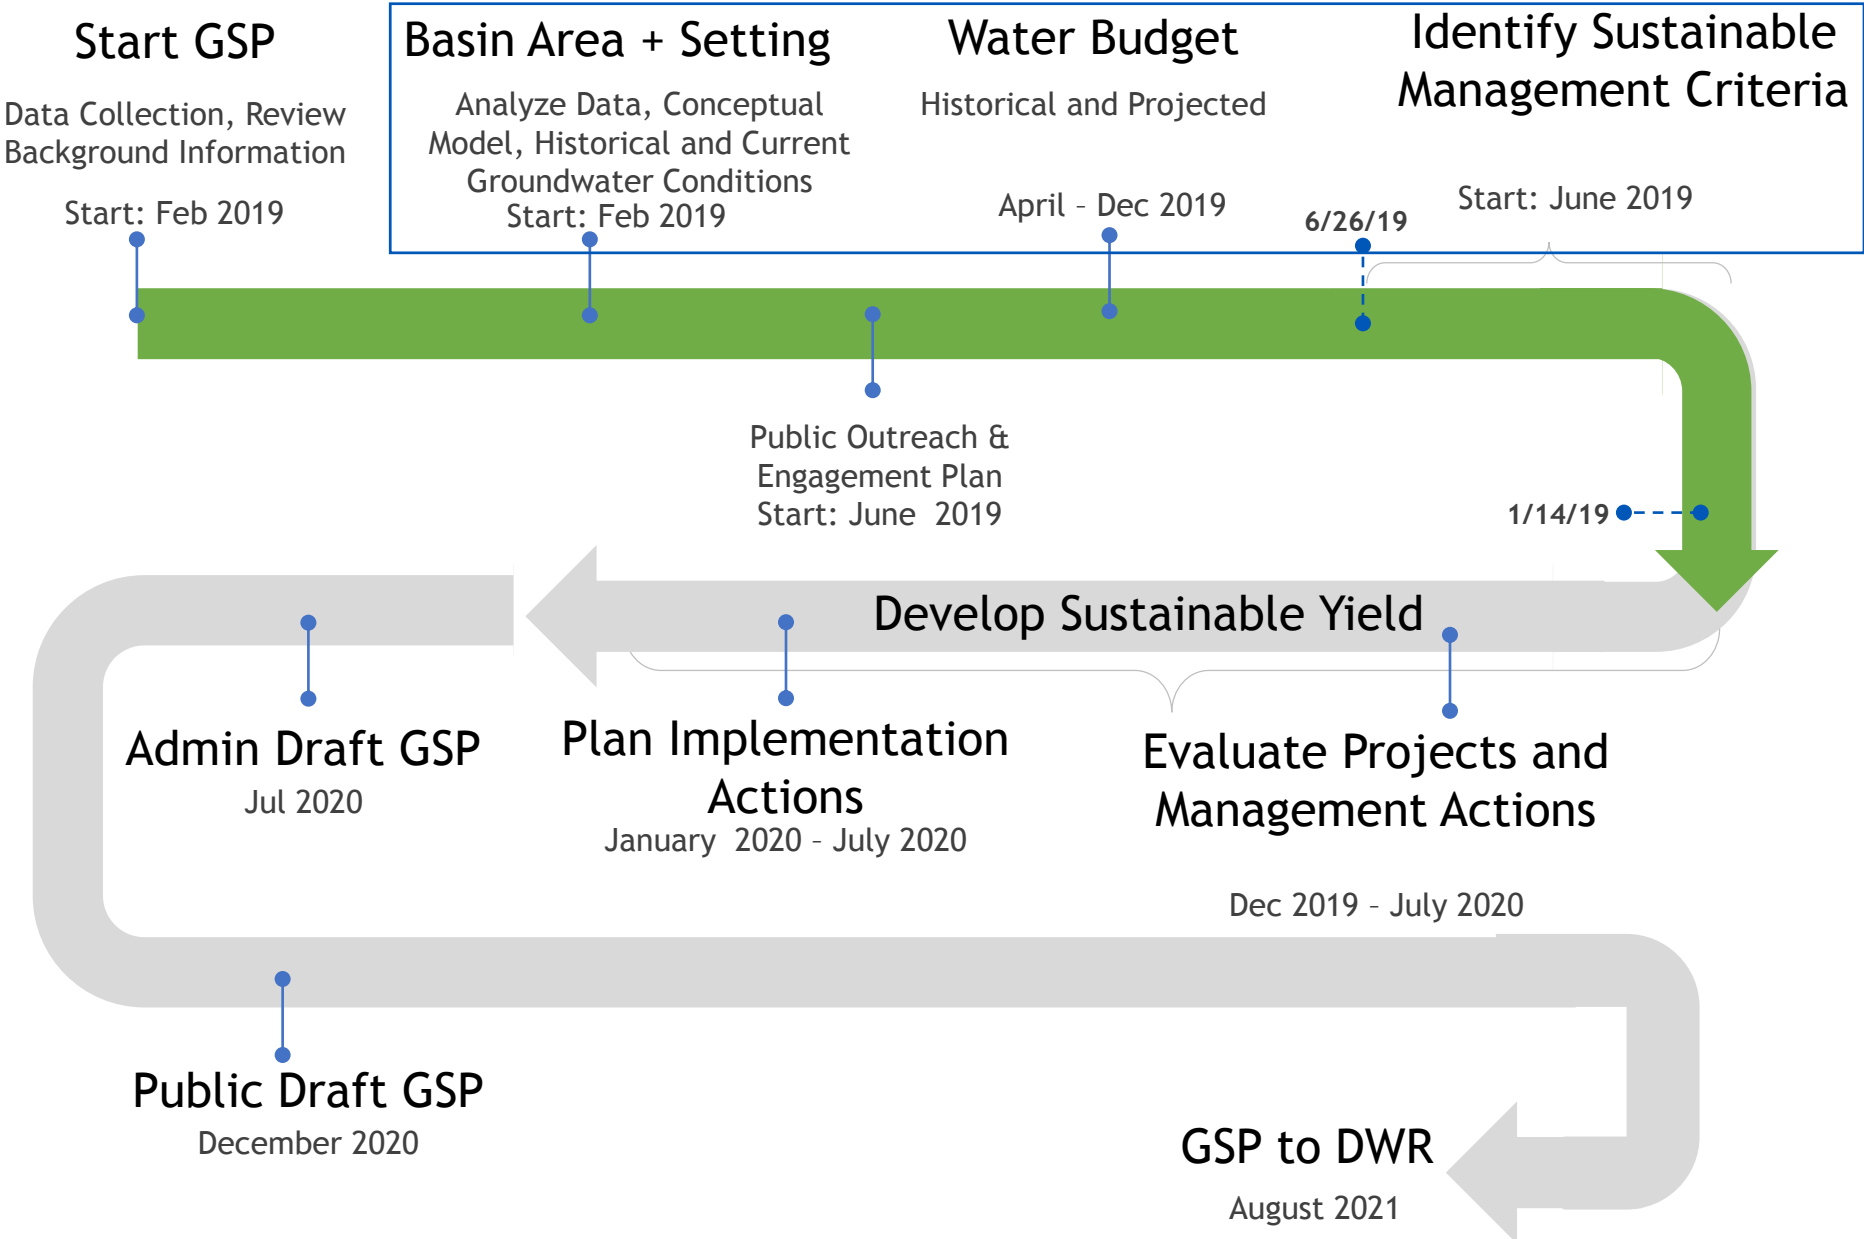 Start GSP
Data Collection, Review
Background Information
Start: Feb 2019
Basin Area + Setting
Analyze Data, Conceptual
Model, Historical and Current
Groundwater Conditions
Start: Feb 2019
Water Budget
Historical and Projected
April – Dec 2019
6/26/19
Identify Sustainable
Management Criteria
Start: June 2019
Public Outreach &
Engagement Plan
Start: June  2019
1/14/19
Develop Sustainable Yield
Admin Draft GSP
Jul 2020
Plan Implementation
Actions
January  2020 – July 2020
Evaluate Projects and
Management Actions
Dec 2019 – July 2020
Public Draft GSP
December 2020
GSP to DWR
August 2021